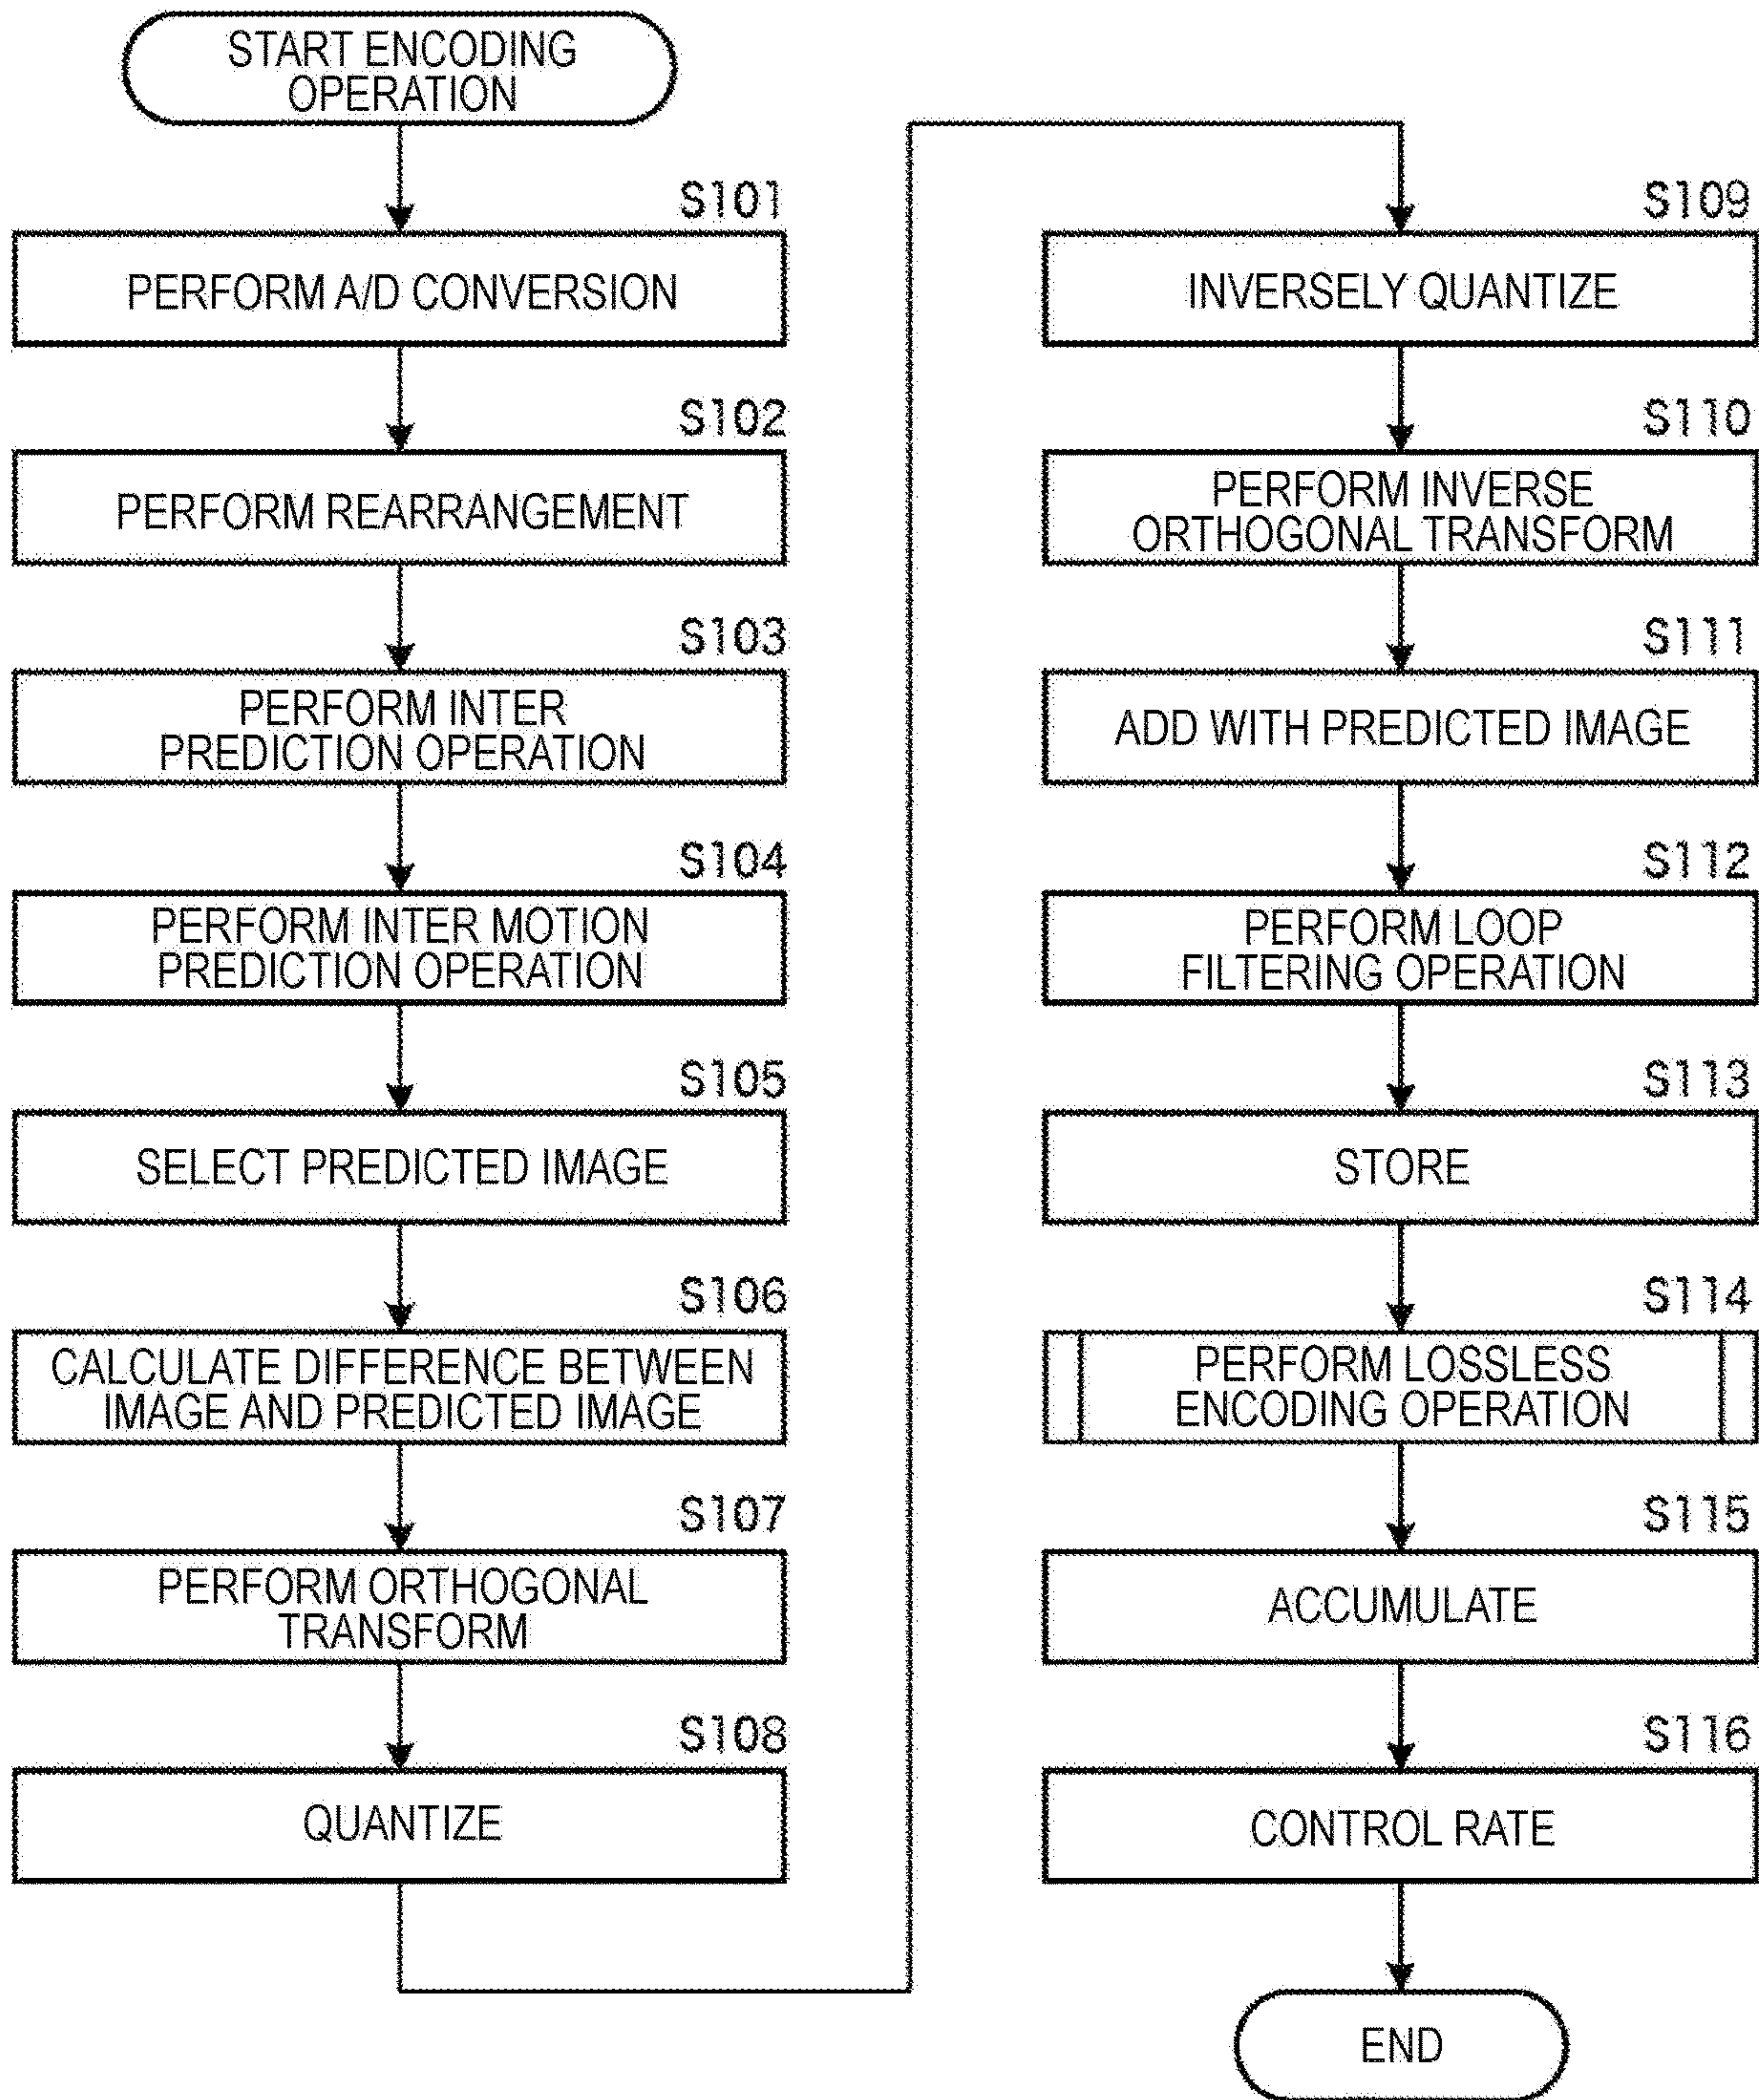 START ENCODING
OPERATION
S101
PERFORM A/D CONVERSION
S102
PERFORM REARRANGEMENT
S103
PERFORM INTER
PREDICTION OPERATION
S104
PERFORM INTER MOTION
PREDICTION OPERATION
S105
SELECT PREDICTED IMAGE
S106
CALCULATE DIFFERENCE BETWEEN
IMAGE AND PREDICTED IMAGE
S107
PERFORM ORTHOGONAL
TRANSFORM
S108
QUANTIZE
S109
INVERSELY QUANTIZE
S110
PERFORM INVERSE
ORTHOGONAL TRANSFORM
S111
ADD WITH PREDICTED IMAGE
S112
PERFORM LOOP
FILTERING OPERATION
S113
STORE
S114
PERFORM LOSSLESS
ENCODING OPERATION
S115
ACCUMULATE
S116
CONTROL RATE
END